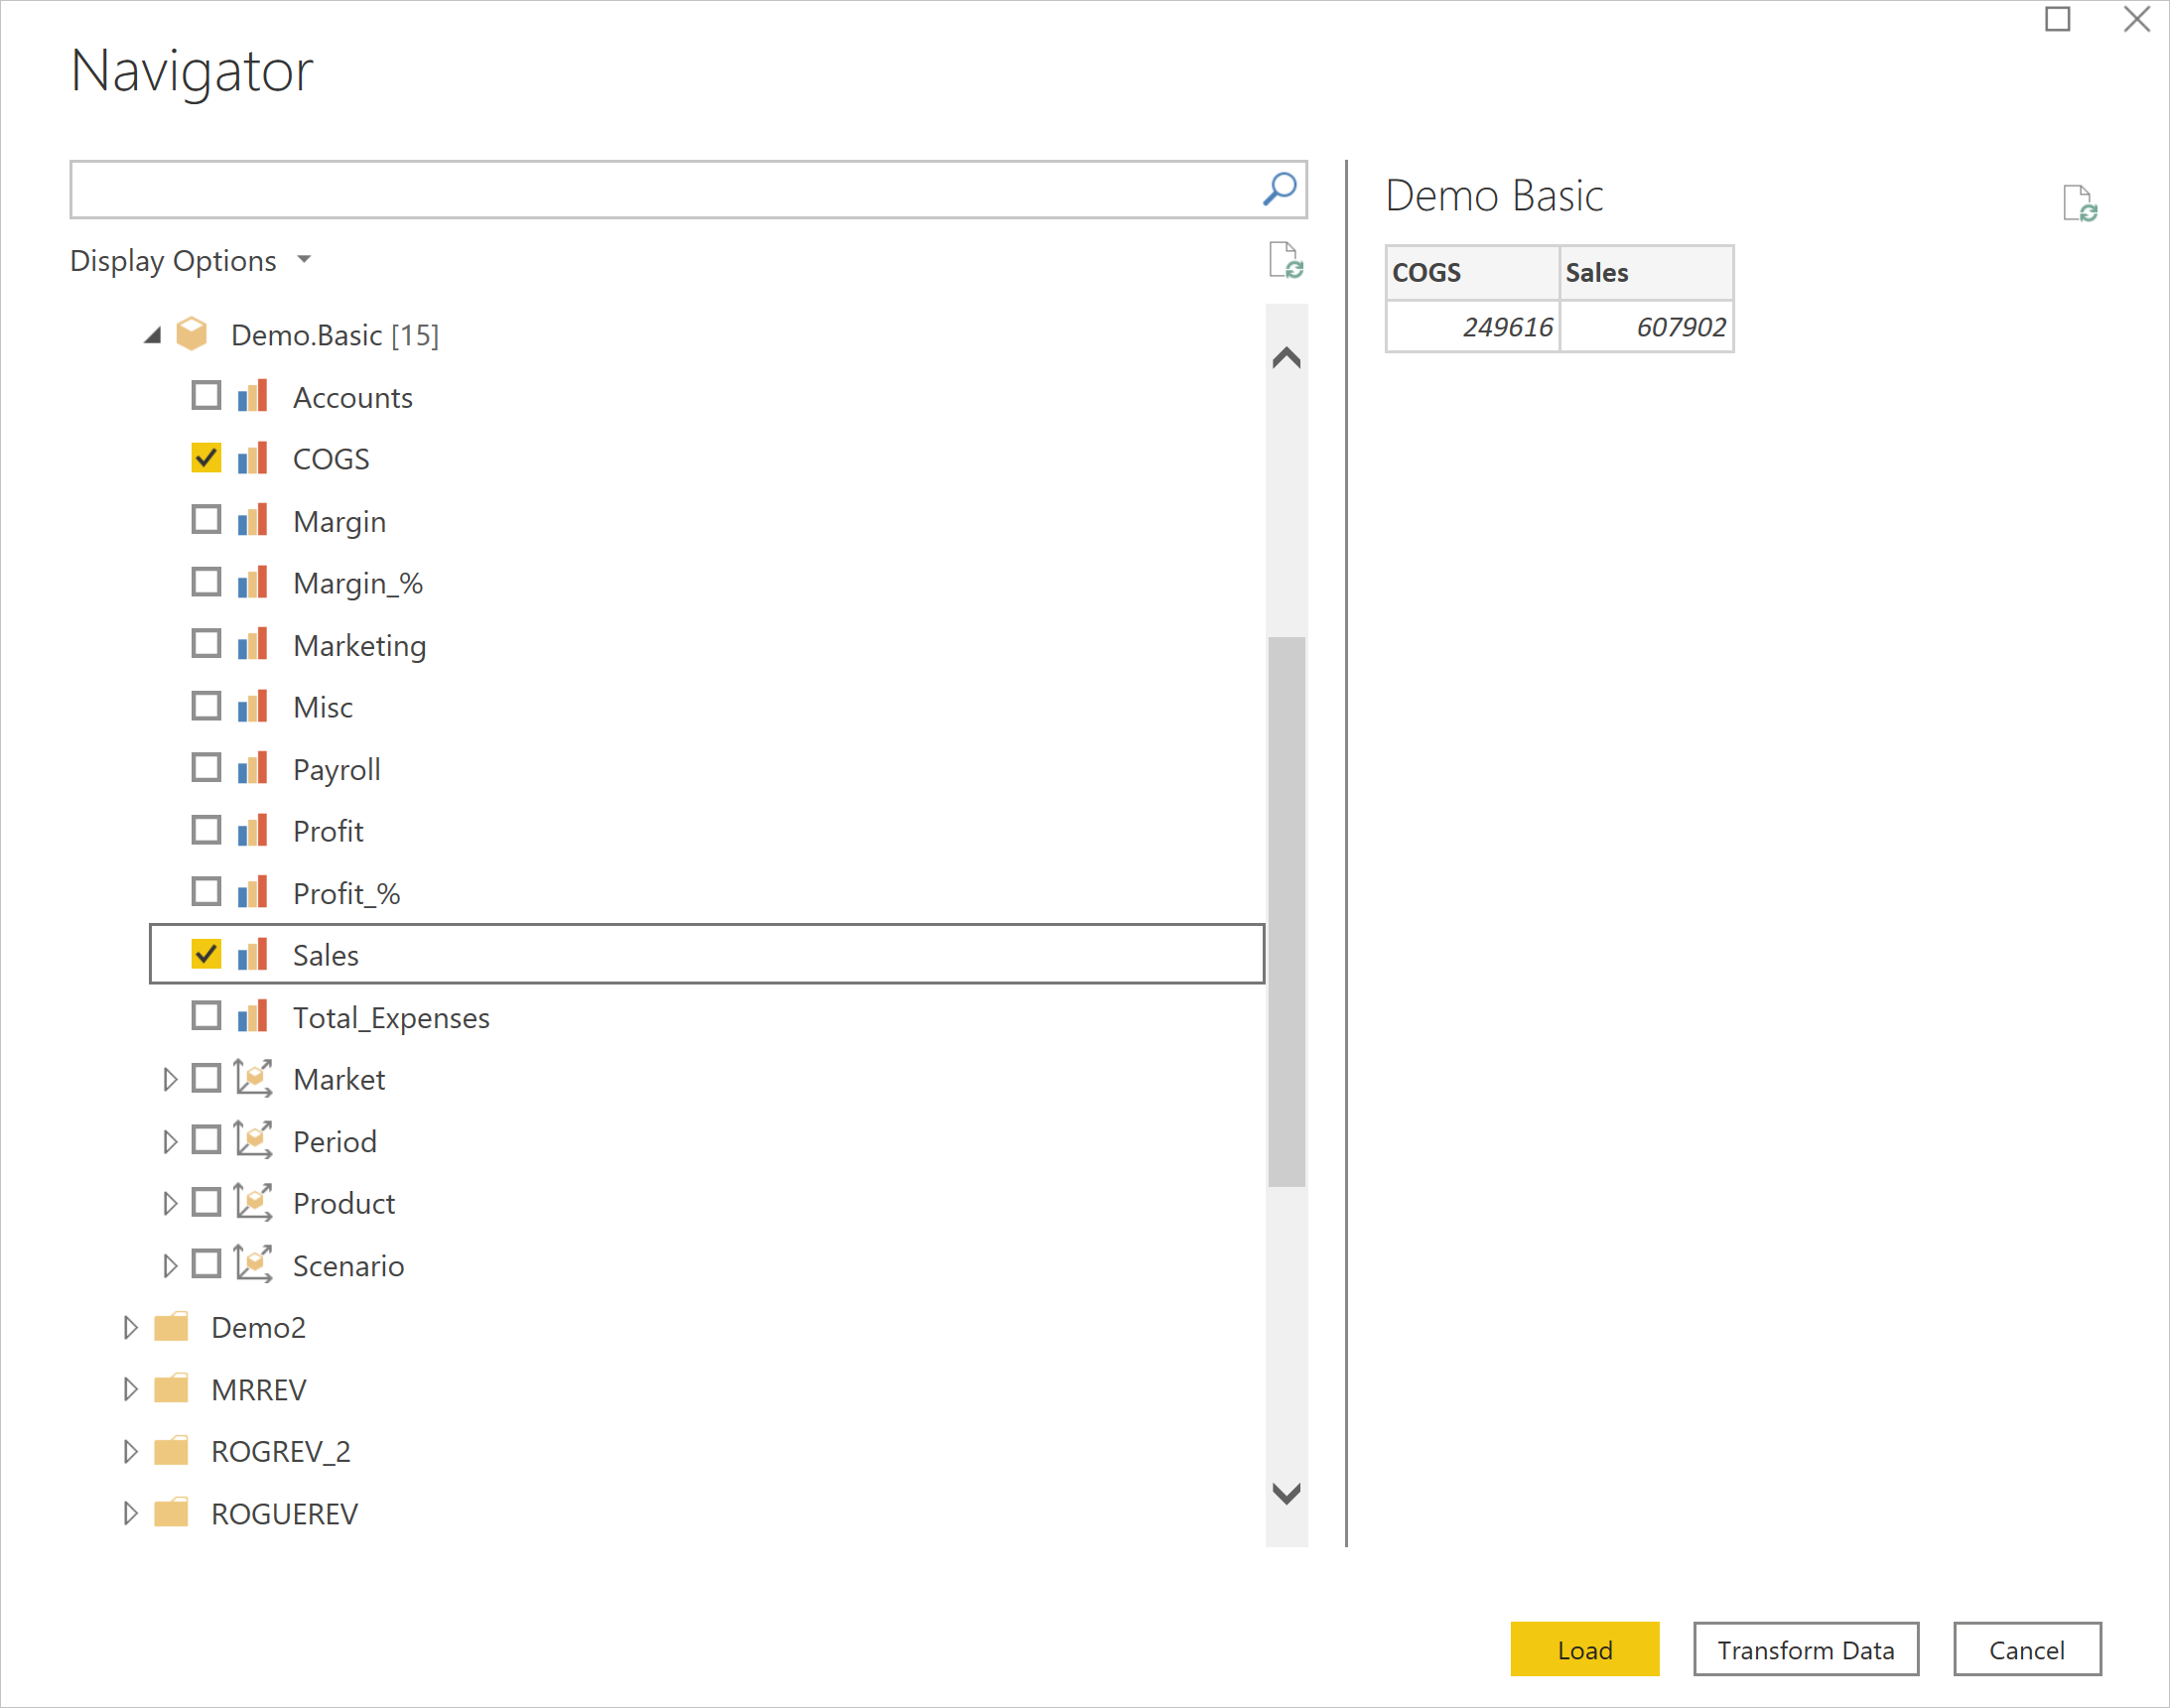 Navigator
Display Options
Demo.Basic [15]
Accounts
COGS
Margin
Margin_%
Marketing
Misc
Payroll
Profit
Profit_%
Sales
Total_Expenses
Market
Period
Product
Scenario
Demo2
MRREV
ROGREV_2
ROGUEREV
Demo Basic
COGS Sales
249616 607902
Load Transform Data Cancel